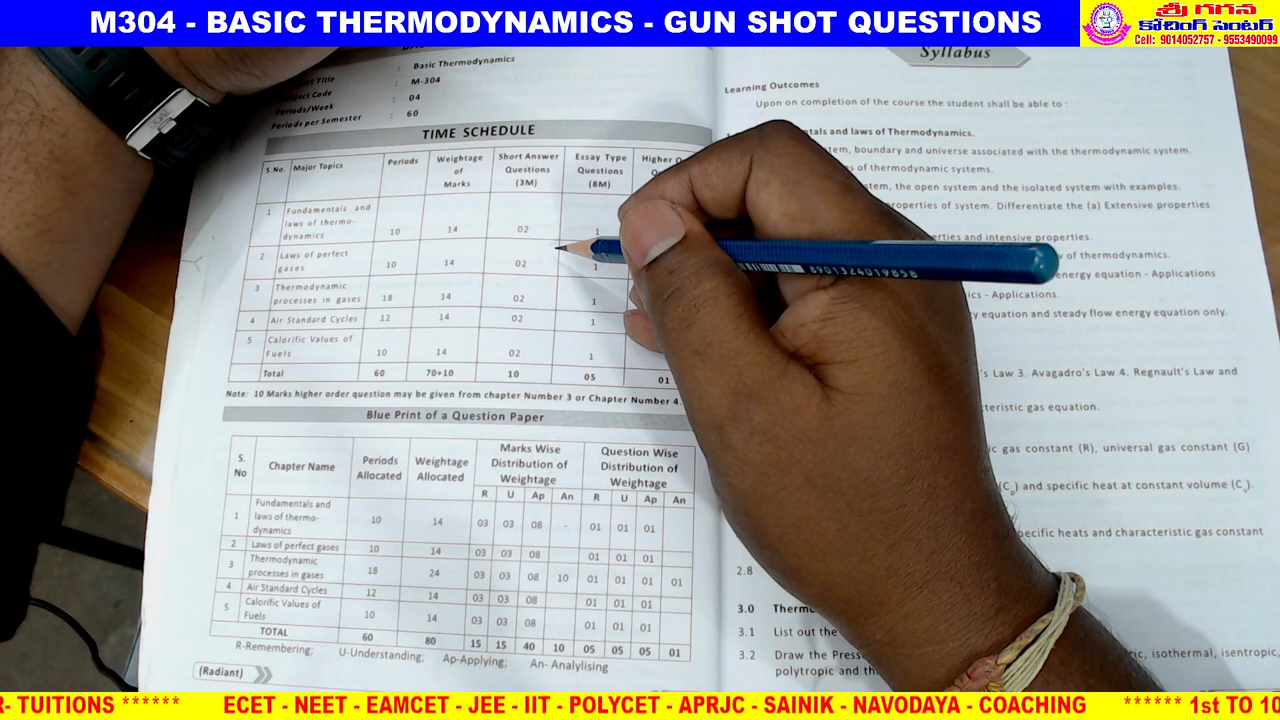 M304 - BASIC THERMODYNAMICS - GUN SHOT QUESTIONS
శ్రీ గగన
కోచింగ్ సెంటర్
Cell: 9014052757 - 9553490099
: Basic Thermodynamics
Title : M-304
Code : 04
Periods/Week : 60
Periods per Semester
TIME SCHEDULE
S.No. Major Topics Periods Weightage of Marks Short Answer Questions (3M) Essay Type Questions (8M) Higher
1 Fundamentals and laws of thermo-dynamics 10 14 02 1
2 Laws of perfect gases 10 14 02 1
3 Thermodynamic processes in gases 18 14 02 1
4 Air Standard Cycles 12 14 02 1
5 Calorific Values of Fuels 10 14 02 1
Total 60 70+10 10 05 01
Note: 10 Marks higher order question may be given from chapter Number 3 or Chapter Number 4.
Blue Print of a Question Paper
S. No Chapter Name Periods Allocated Weightage Allocated Marks Wise Distribution of Weightage Question Wise Distribution of Weightage
R U Ap An R U Ap An
1 Fundamentals and laws of thermo-dynamics 10 14 03 03 08 01 01 01
2 Laws of perfect gases 10 14 03 03 08 01 01 01
3 Thermodynamic processes in gases 18 24 03 03 08 10 01 01 01 01
4 Air Standard Cycles 12 14 03 03 08 01 01 01
5 Calorific Values of Fuels 10 14 03 03 08 01 01 01
TOTAL 60 80 15 15 40 10 05 05 05 01
R-Remembering; U-Understanding; Ap-Applying; An- Analylising
(Radiant)
Syllabus
Learning Outcomes
Upon on completion of the course the student shall be able to :
and laws of Thermodynamics.
boundary and universe associated with the thermodynamic system.
of thermodynamic systems.
the open system and the isolated system with examples.
properties of system. Differentiate the (a) Extensive properties
and intensive properties.
of thermodynamics.
energy equation - Applications
- Applications.
equation and steady flow energy equation only.
Law 3. Avagadro's Law 4. Regnault's Law and
gas equation.
gas constant (R), universal gas constant (G)
and specific heat at constant volume
heats and characteristic gas constant
2.8
3.0
3.1 List out the
3.2 Draw the isothermal, isentropic,
polytropic and
8901324019858
TUITIONS ****** ECET - NEET - EAMCET - JEE - IIT - POLYCET - APRJC - SAINIK - NAVODAYA - COACHING ****** 1st TO 10